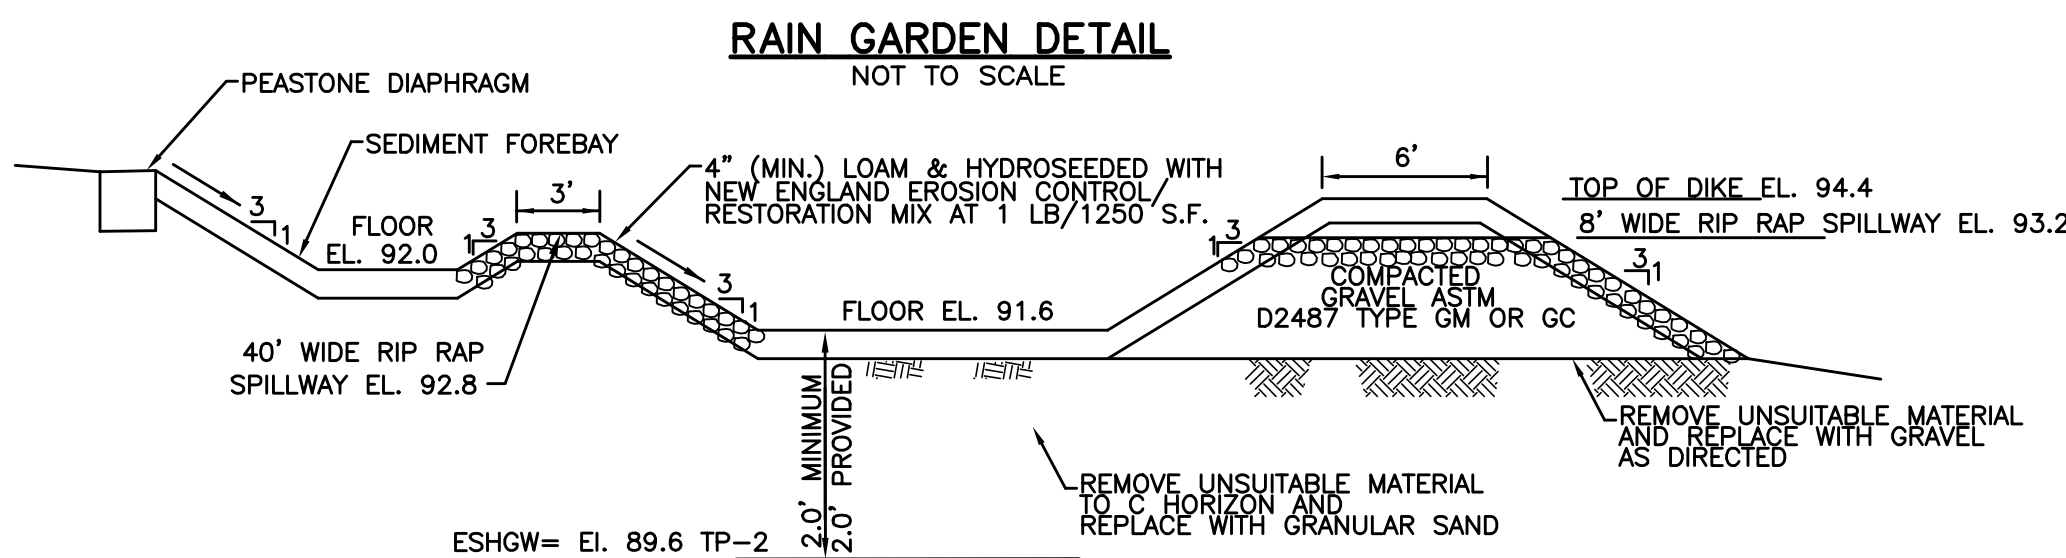 RAIN GARDEN DETAIL
NOT TO SCALE
PEASTONE DIAPHRAGM
SEDIMENT FOREBAY
4" (MIN.) LOAM & HYDROSEEDED WITH
NEW ENGLAND EROSION CONTROL/
RESTORATION MIX AT 1 LB/1250 S.F.
6'
TOP OF DIKE EL. 94.4
8' WIDE RIP RAP SPILLWAY EL. 93.2
3'
3
1
FLOOR
EL. 92.0
3
1
3
1
3
1
3
1
COMPACTED
GRAVEL ASTM
D2487 TYPE GM OR GC
FLOOR EL. 91.6
40' WIDE RIP RAP
SPILLWAY EL. 92.8
2.0' MINIMUM
2.0' PROVIDED
REMOVE UNSUITABLE MATERIAL
AND REPLACE WITH GRAVEL
AS DIRECTED
REMOVE UNSUITABLE MATERIAL
TO C HORIZON AND
REPLACE WITH GRANULAR SAND
ESHGW= El. 89.6 TP-2